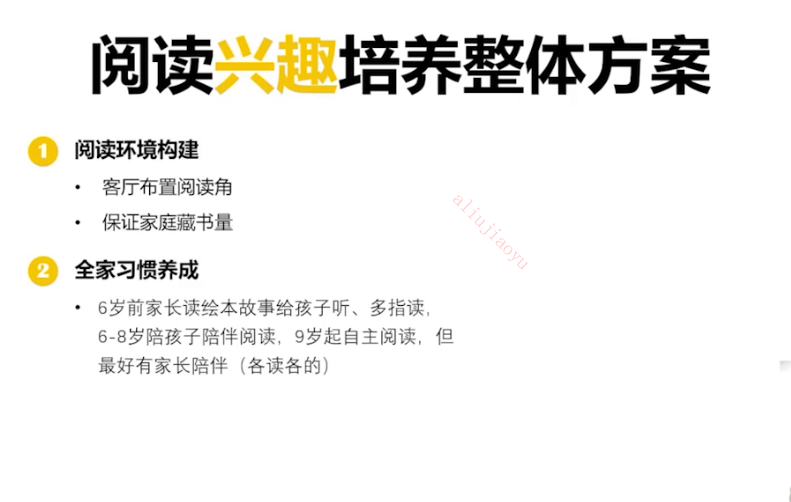 阅读兴趣培养整体方案
1 阅读环境构建
• 客厅布置阅读角
• 保证家庭藏书量
aliujiaoyu
2 全家习惯养成
• 6岁前家长读绘本故事给孩子听、多指读，
6-8岁陪孩子陪伴阅读，9岁起自主阅读，但
最好有家长陪伴（各读各的）